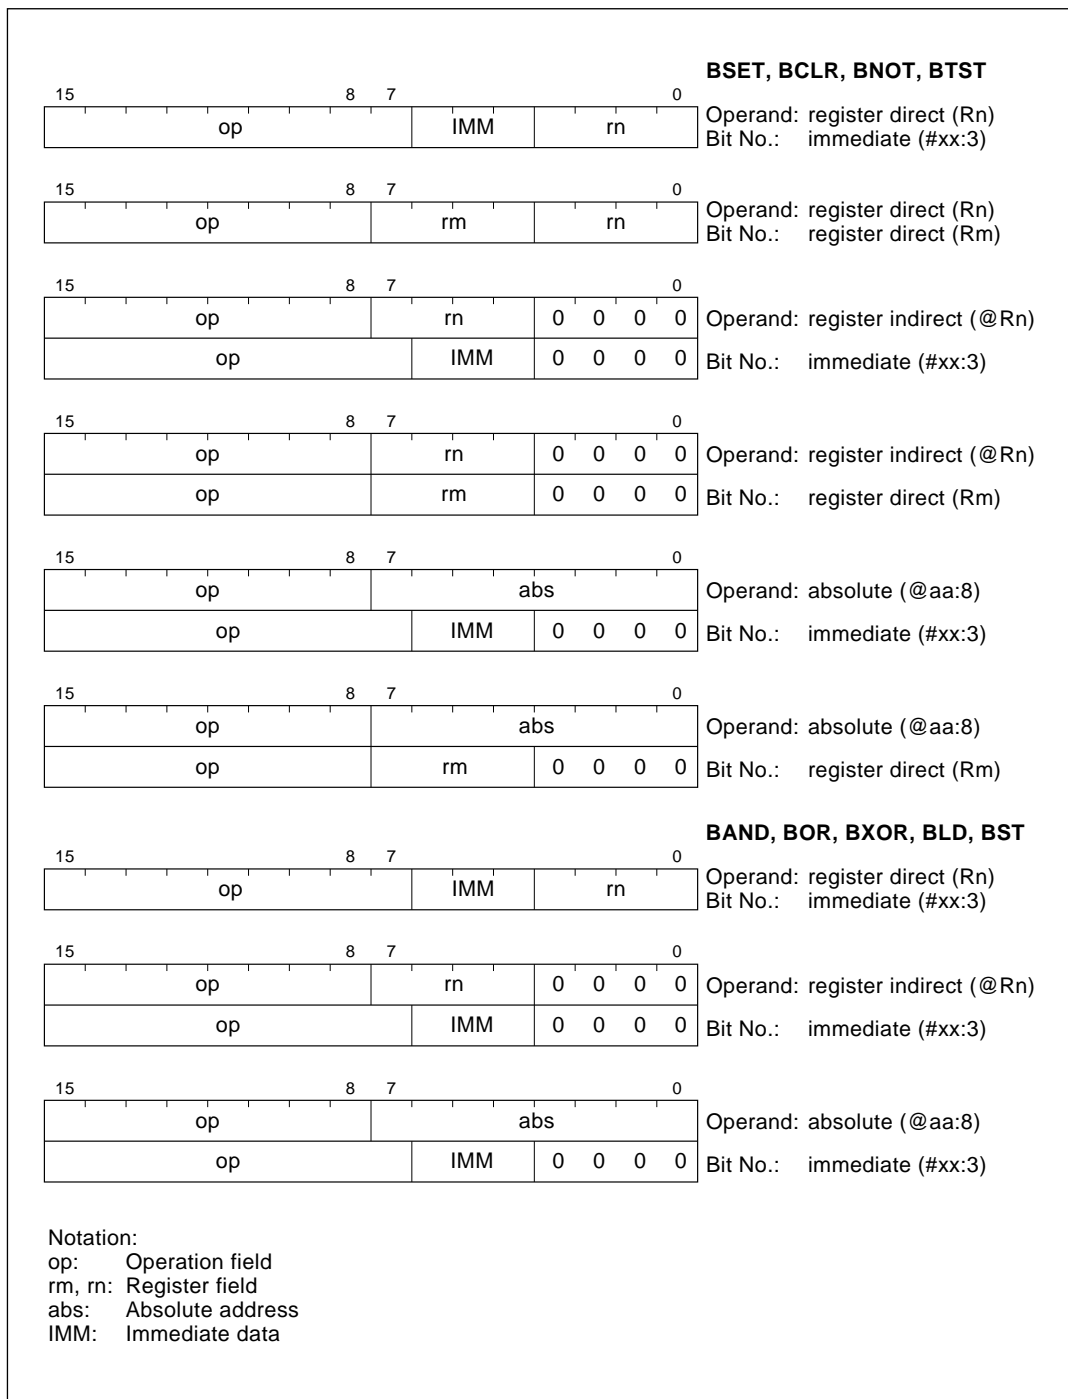 BSET, BCLR, BNOT, BTST
15 8 7 0
op IMM rn Operand: register direct (Rn)
Bit No.: immediate (#xx:3)
15 8 7 0
op rm rn Operand: register direct (Rn)
Bit No.: register direct (Rm)
15 8 7 0
op rn 0 0 0 0 Operand: register indirect (@Rn)
op IMM 0 0 0 0 Bit No.: immediate (#xx:3)
15 8 7 0
op rn 0 0 0 0 Operand: register indirect (@Rn)
op rm 0 0 0 0 Bit No.: register direct (Rm)
15 8 7 0
op abs Operand: absolute (@aa:8)
op IMM 0 0 0 0 Bit No.: immediate (#xx:3)
15 8 7 0
op abs Operand: absolute (@aa:8)
op rm 0 0 0 0 Bit No.: register direct (Rm)
BAND, BOR, BXOR, BLD, BST
15 8 7 0
op IMM rn Operand: register direct (Rn)
Bit No.: immediate (#xx:3)
15 8 7 0
op rn 0 0 0 0 Operand: register indirect (@Rn)
op IMM 0 0 0 0 Bit No.: immediate (#xx:3)
15 8 7 0
op abs Operand: absolute (@aa:8)
op IMM 0 0 0 0 Bit No.: immediate (#xx:3)
Notation:
op: Operation field
rm, rn: Register field
abs: Absolute address
IMM: Immediate data